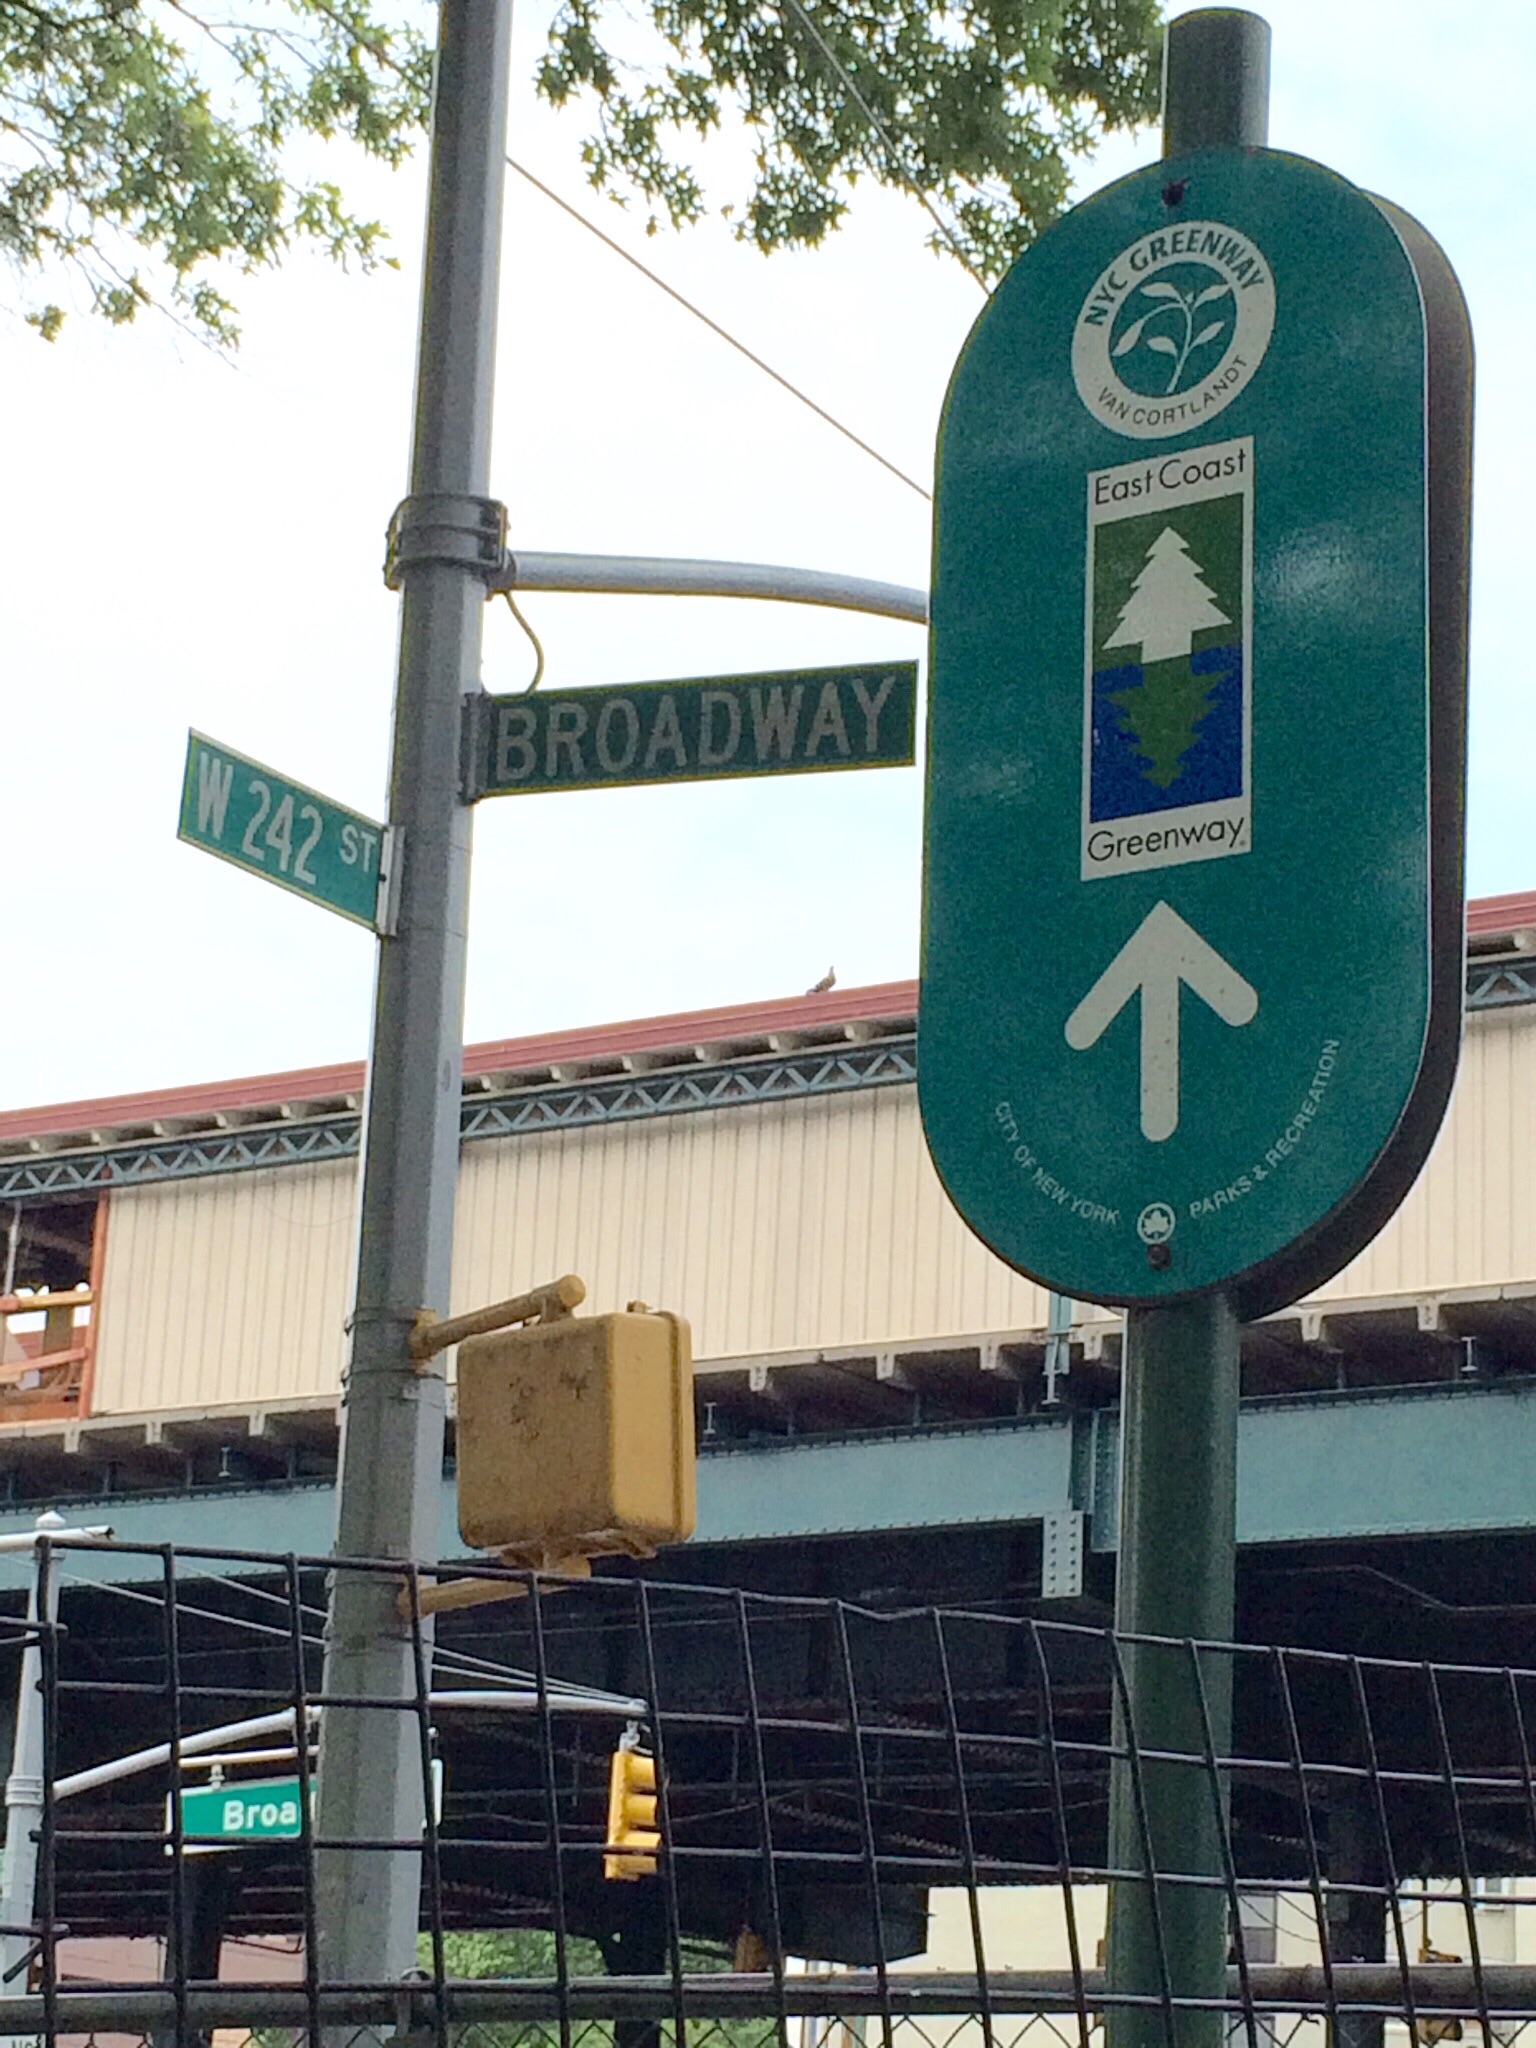 NYC GREENWAY
VAN CORTLANDT
East Coast
Greenway
BROADWAY
W 242 ST
CITY OF NEW YORK PARKS & RECREATION
Broa